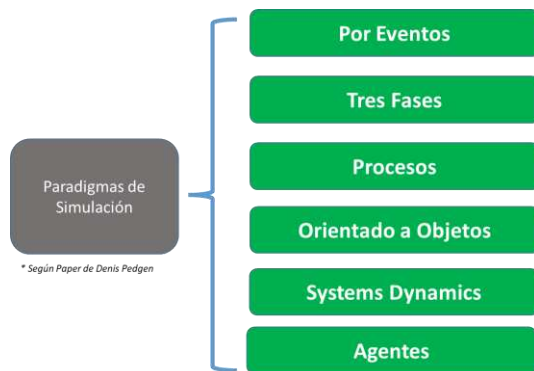 Por Eventos
Tres Fases
Procesos
Paradigmas de
Simulación
Orientado a Objetos
* Según Paper de Denis Pedgen
Systems Dynamics
Agentes